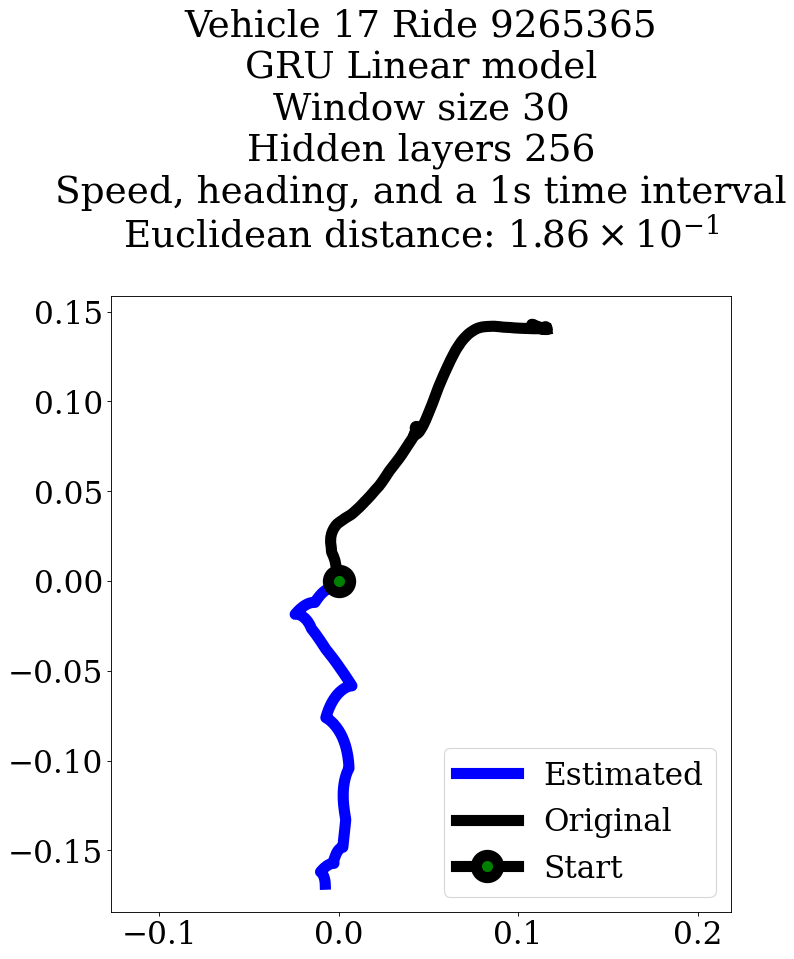 Vehicle 17 Ride 9265365
GRU Linear model
Window size 30
Hidden layers 256
Speed, heading, and a 1s time interval
Euclidean distance: 1.86 × 10⁻¹
0.15
0.10
0.05
0.00
−0.05
−0.10
−0.15
Estimated
Original
Start
−0.1 0.0 0.1 0.2